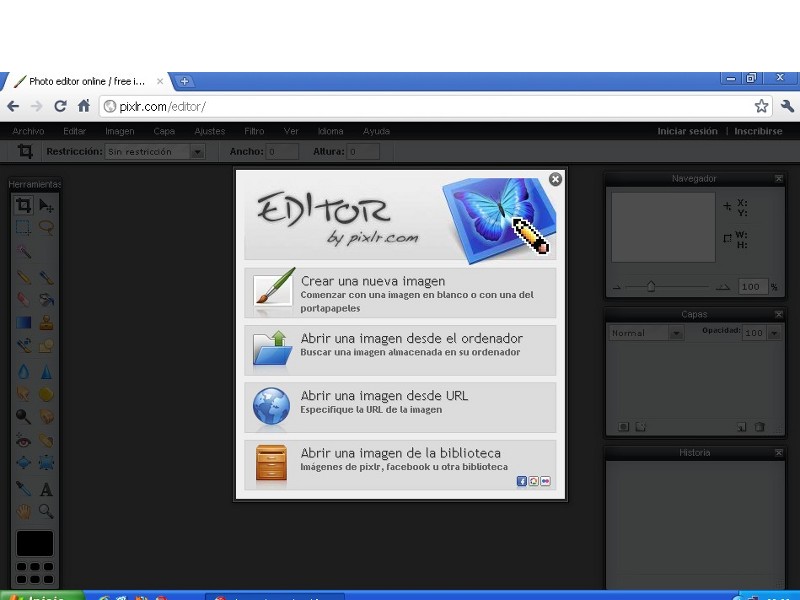 Photo editor online / free i...
pixlr.com/editor/
Archivo Editar Imagen Capa Ajustes Filtro Ver Idioma Ayuda Iniciar sesión | Inscribirse
Restricción: Sin restricción Ancho: 0 Altura: 0
Herramientas
EDITOR
by pixlr.com
Crear una nueva imagen
Comenzar con una imagen en blanco o con una del
portapapeles
Abrir una imagen desde el ordenador
Buscar una imagen almacenada en su ordenador
Abrir una imagen desde URL
Especifique la URL de la imagen
Abrir una imagen de la biblioteca
Imágenes de pixlr, facebook u otra biblioteca
Navegador
X:
Y:
W:
H:
100 %
Capas
Normal Opacidad: 100
Historia
Inicio